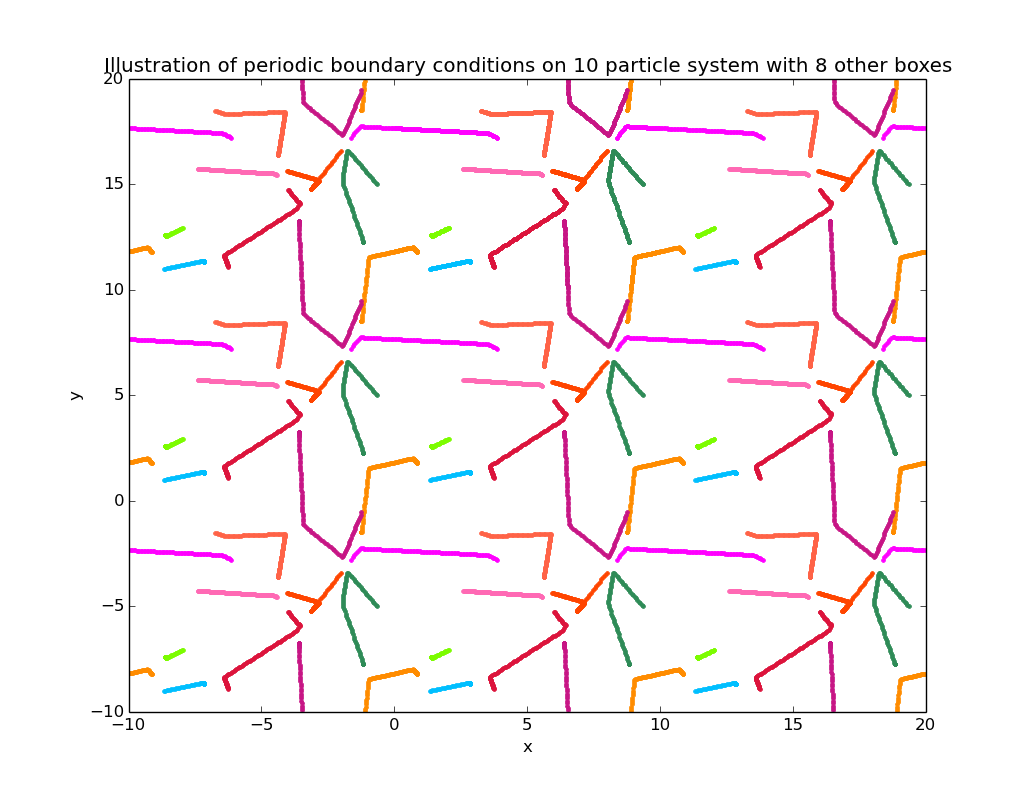 Illustration of periodic boundary conditions on 10 particle system with 8 other boxes
20
15
10
5
0
−5
−10
y
−10 −5 0 5 10 15 20
x